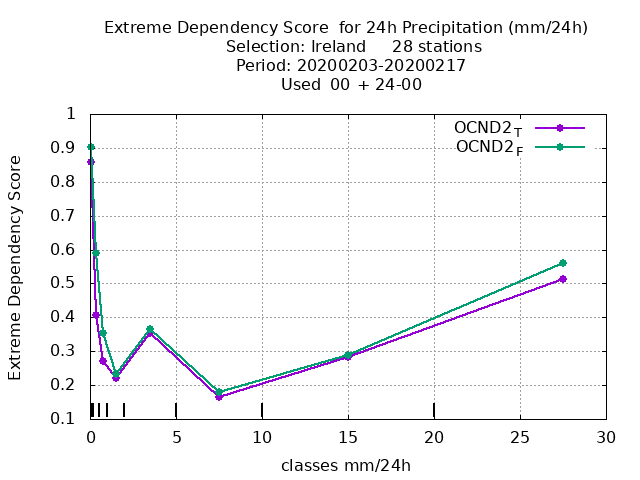 Extreme Dependency Score  for 24h Precipitation (mm/24h)
Selection: Ireland     28 stations
Period: 20200203-20200217
Used  00 + 24-00
OCND2T
OCND2F
Extreme Dependency Score
1
0.9
0.8
0.7
0.6
0.5
0.4
0.3
0.2
0.1
0 5 10 15 20 25 30
classes mm/24h